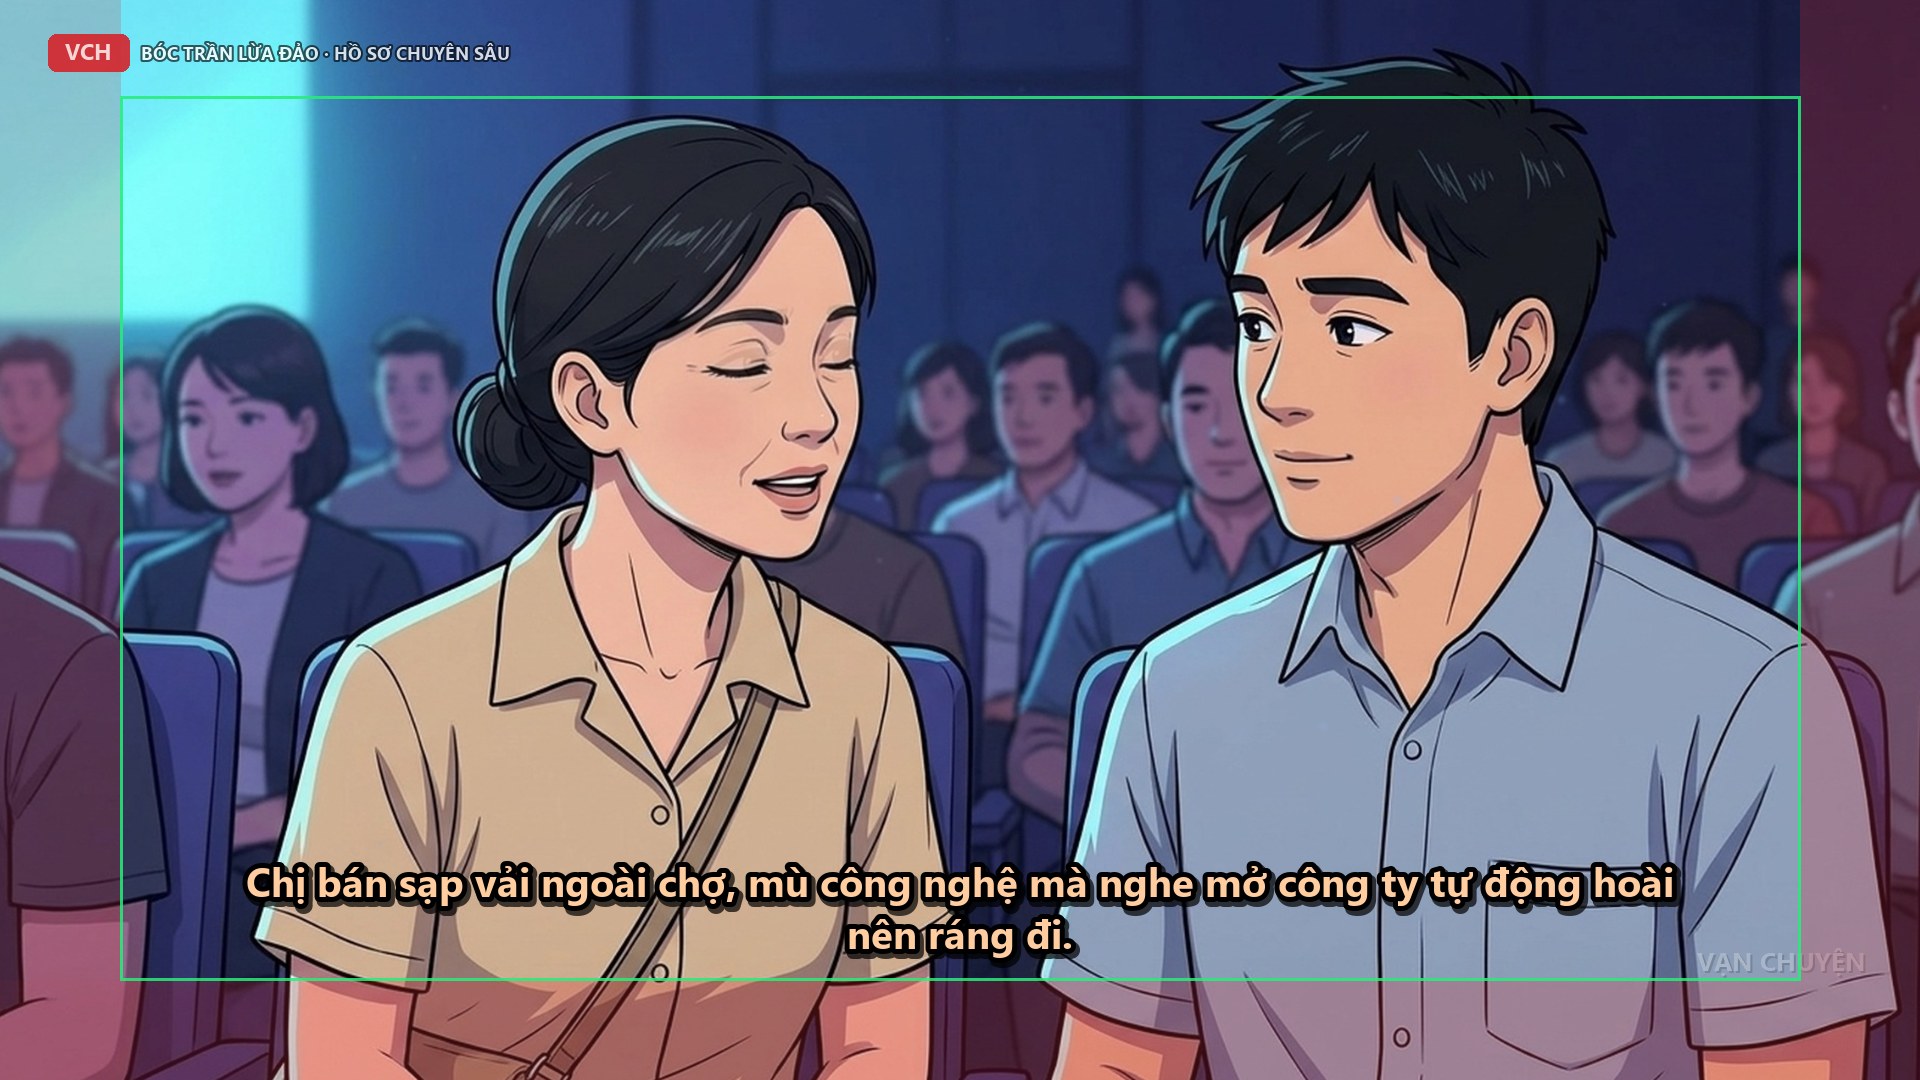 VCH BÓC TRẦN LỪA ĐẢO · HỒ SƠ CHUYÊN SÂU
Chị bán sạp vải ngoài chợ, mù công nghệ mà nghe mở công ty tự động hoài
nên ráng đi.
VẠN CHUYỆN